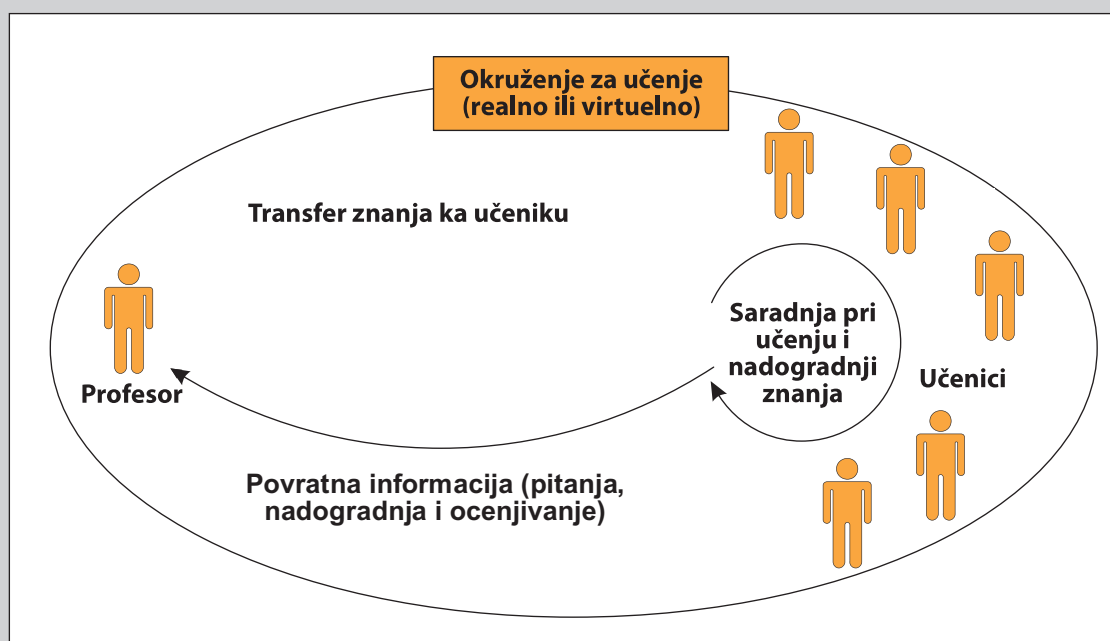 Okruženje za učenje
(realno ili virtuelno)
Transfer znanja ka učeniku
Profesor
Saradnja pri
učenju i
nadogradnji
znanja
Učenici
Povratna informacija (pitanja,
nadogradnja i ocenjivanje)